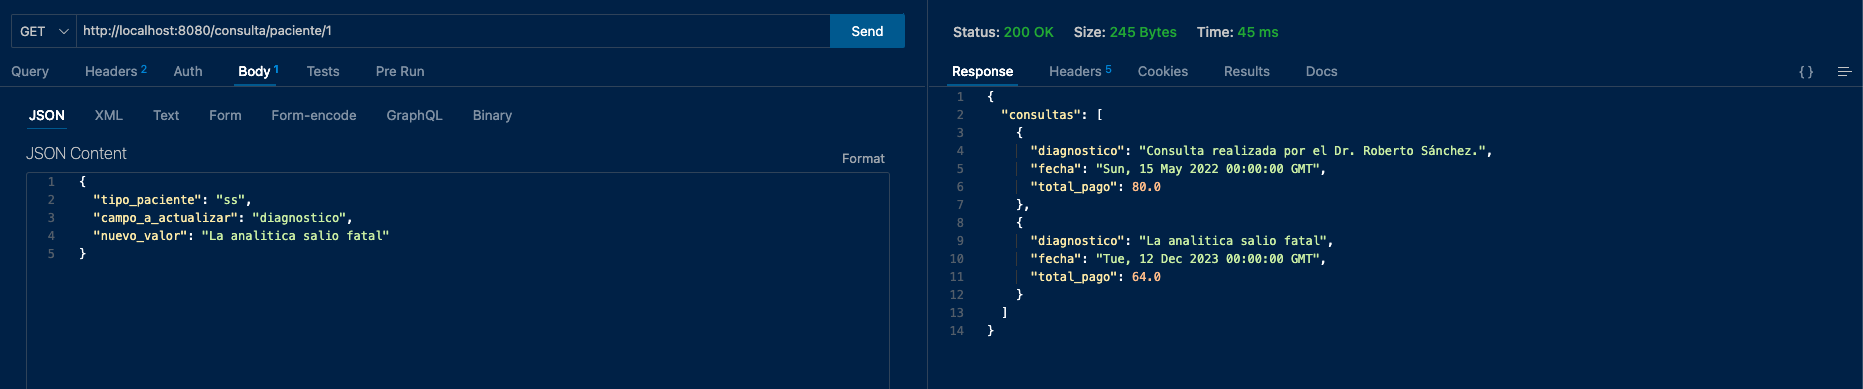 GET http://localhost:8080/consulta/paciente/1 Send
Query Headers 2 Auth Body 1 Tests Pre Run
JSON XML Text Form Form-encode GraphQL Binary
JSON Content Format
1 {
2 "tipo_paciente": "ss",
3 "campo_a_actualizar": "diagnostico",
4 "nuevo_valor": "La analitica salio fatal"
5 }
Status: 200 OK Size: 245 Bytes Time: 45 ms
Response Headers 5 Cookies Results Docs { }
1 {
2 "consultas": [
3 {
4 "diagnostico": "Consulta realizada por el Dr. Roberto Sánchez.",
5 "fecha": "Sun, 15 May 2022 00:00:00 GMT",
6 "total_pago": 80.0
7 },
8 {
9 "diagnostico": "La analitica salio fatal",
10 "fecha": "Tue, 12 Dec 2023 00:00:00 GMT",
11 "total_pago": 64.0
12 }
13 ]
14 }